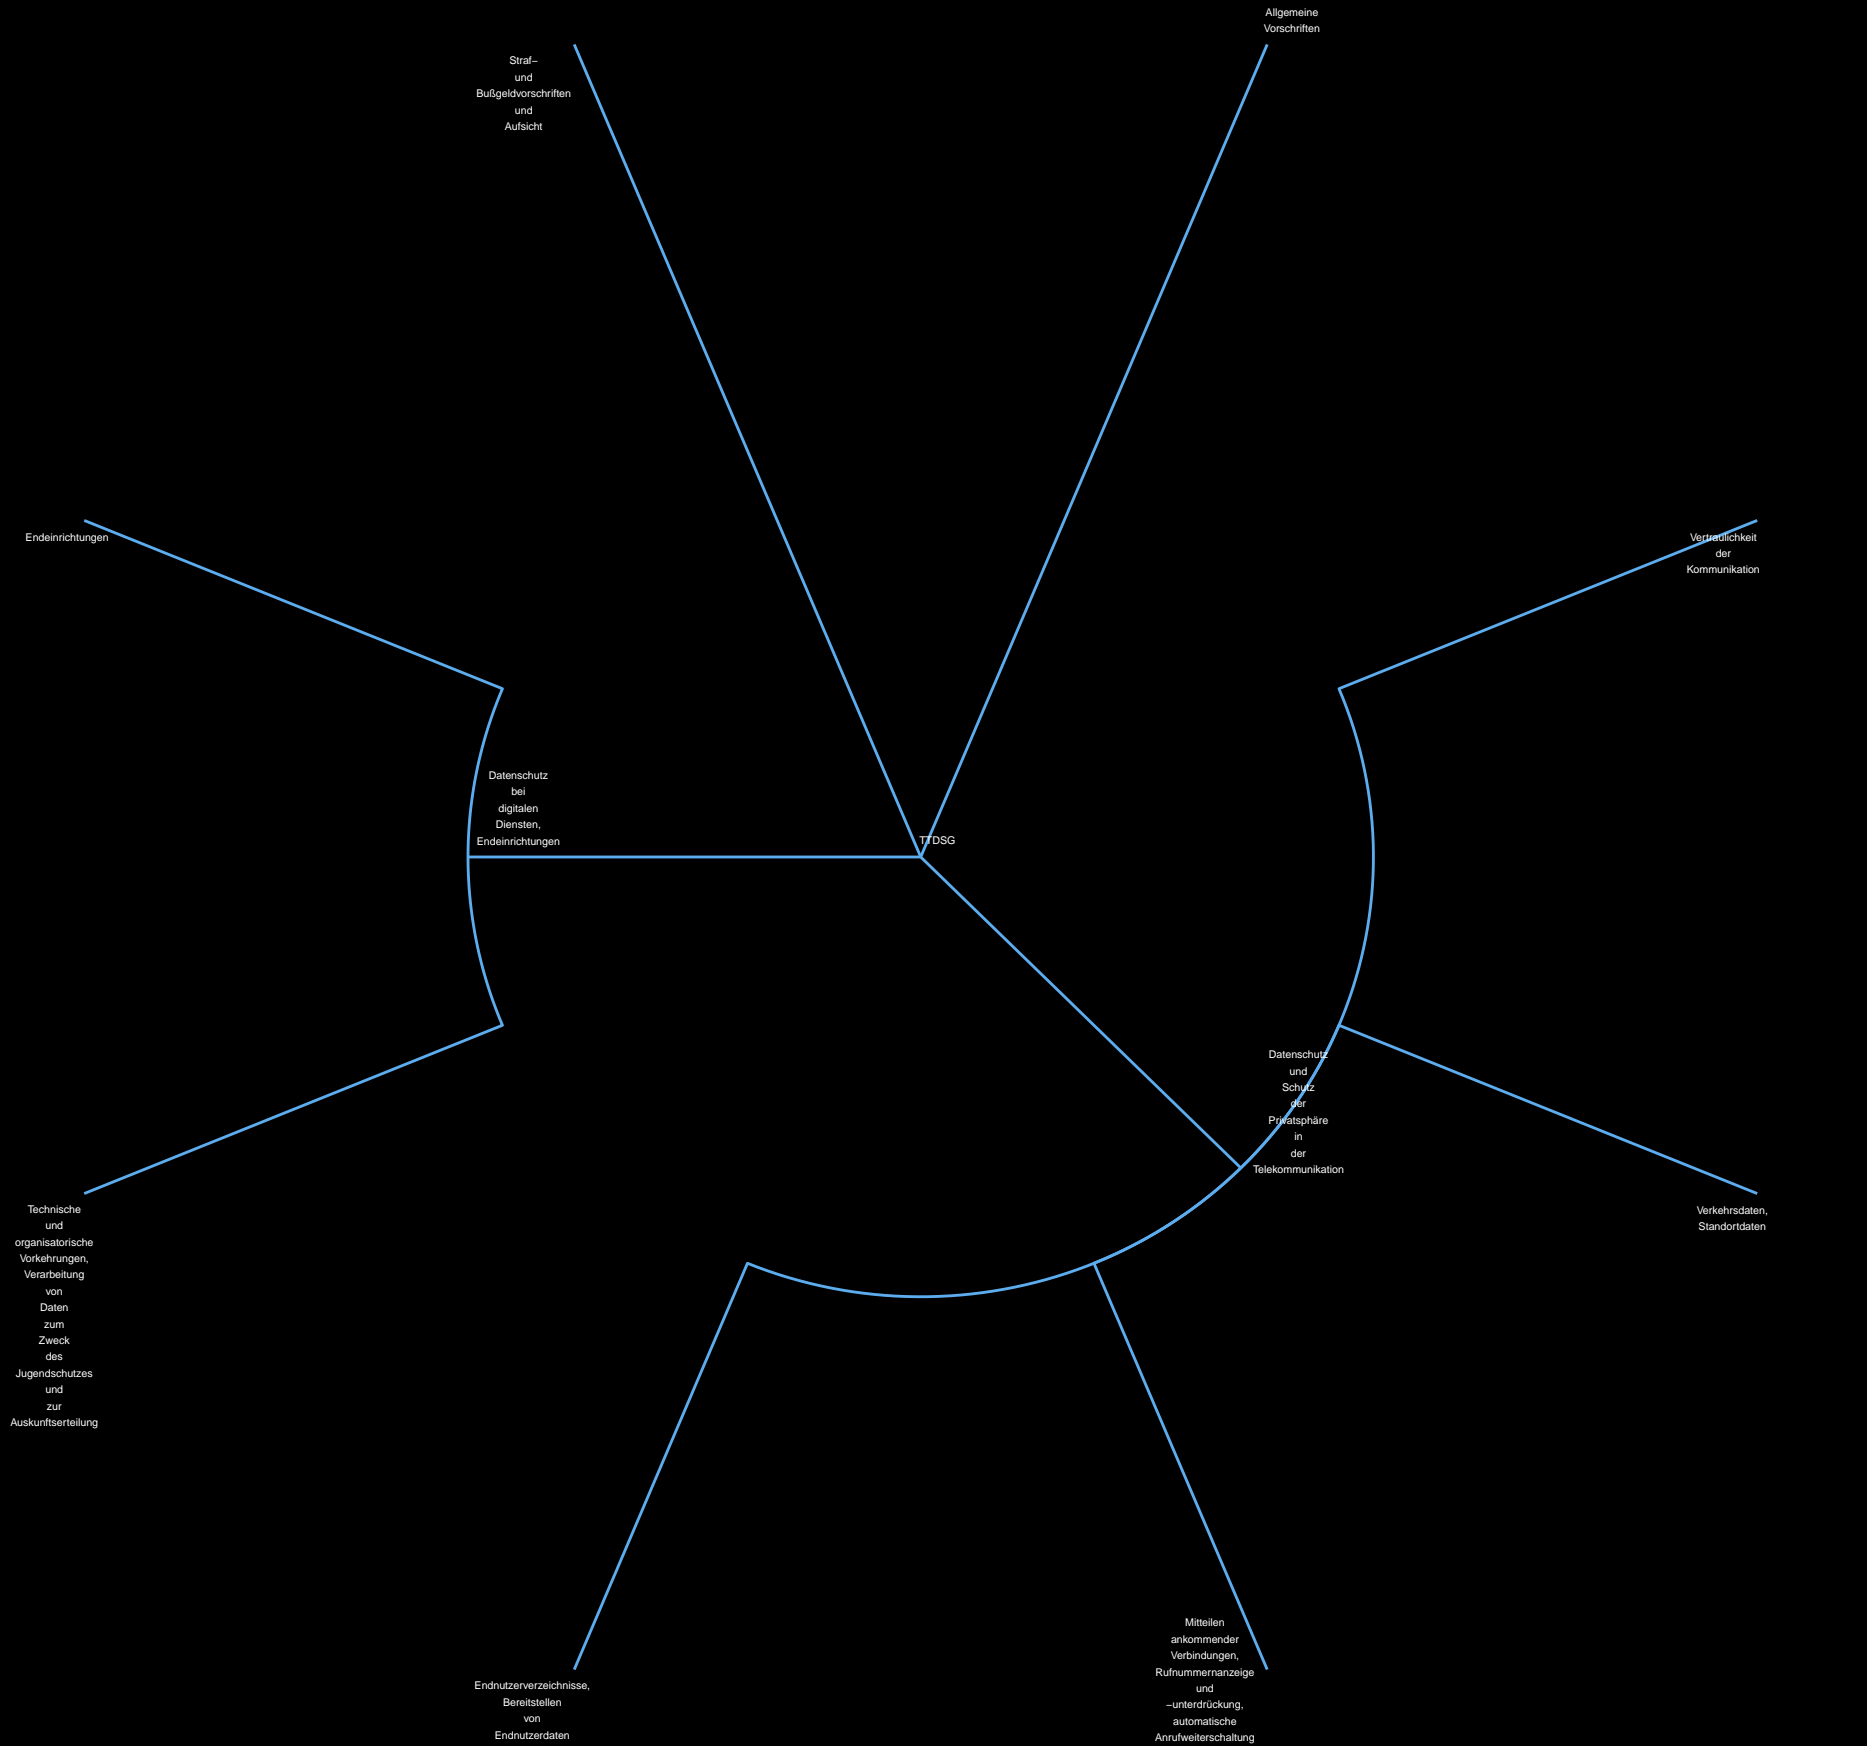 Allgemeine
Vorschriften
Straf–
und
Bußgeldvorschriften
und
Aufsicht
Endeinrichtungen
Vertraulichkeit
der
Kommunikation
Datenschutz
bei
digitalen
Diensten,
Endeinrichtungen
TTDSG
Datenschutz
und
Schutz
der
Privatsphäre
in
der
Telekommunikation
Technische
und
organisatorische
Vorkehrungen,
Verarbeitung
von
Daten
zum
Zweck
des
Jugendschutzes
und
zur
Auskunftserteilung
Verkehrsdaten,
Standortdaten
Endnutzerverzeichnisse,
Bereitstellen
von
Endnutzerdaten
Mitteilen
ankommender
Verbindungen,
Rufnummernanzeige
und
–unterdrückung,
automatische
Anrufweiterschaltung